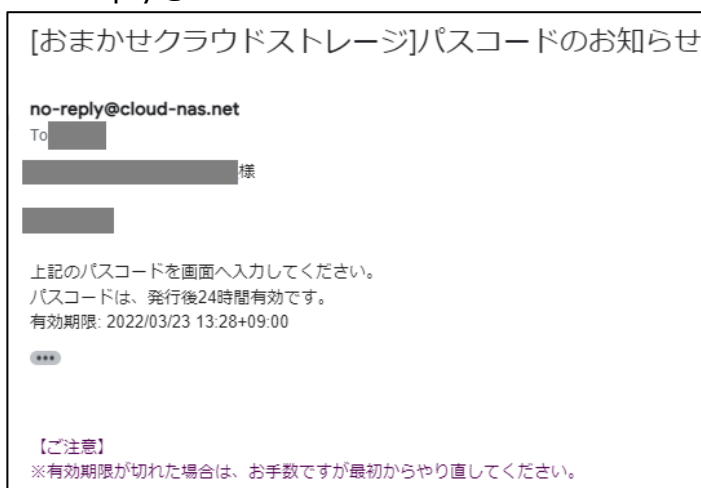 [おまかせクラウドストレージ]パスコードのお知らせ
no-reply@cloud-nas.net
To
様
上記のパスコードを画面へ入力してください。
パスコードは、発行後24時間有効です。
有効期限: 2022/03/23 13:28+09:00
【ご注意】
※有効期限が切れた場合は、お手数ですが最初からやり直してください。